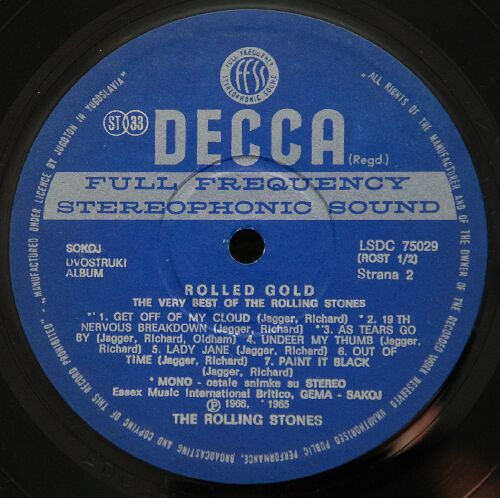 FULL FREQUENCY
FFSS
STEREOPHONIC SOUND
ST 33
DECCA (Regd.)
FULL FREQUENCY
STEREOPHONIC SOUND
SOKOJ
DVOSTRUKI
ALBUM
LSDC 75029
(ROST 1/2)
Strana 2
ROLLED GOLD
THE VERY BEST OF THE ROLLING STONES
*1. GET OFF OF MY CLOUD (Jagger, Richard) *2. 19 TH
NERVOUS BREAKDOWN (Jagger, Richard) *3. AS TEARS GO
BY (Jagger, Richard, Oldham) 4. UNDEER MY THUMB (Jagger,
Richard) 5. LADY JANE (Jagger, Richard) 6. OUT OF
TIME (Jagger, Richard) 7. PAINT IT BLACK
(Jagger, Richard)
* MONO - ostale snimke su STEREO
Essex Music International Britico, GEMA - SAKOJ
Ⓟ 1966, 1965
THE ROLLING STONES
"MANUFACTURED UNDER LICENCE BY JUGOTON IN YUGOSLAVIA"
"ALL RIGHTS OF THE MANUFACTURER AND OF THE OWNER OF THE RECORDED WORK RESERVED
UNAUTHORISED PUBLIC PERFORMANCE, BROADCASTING AND COPYING OF THIS RECORD PROHIBITED"